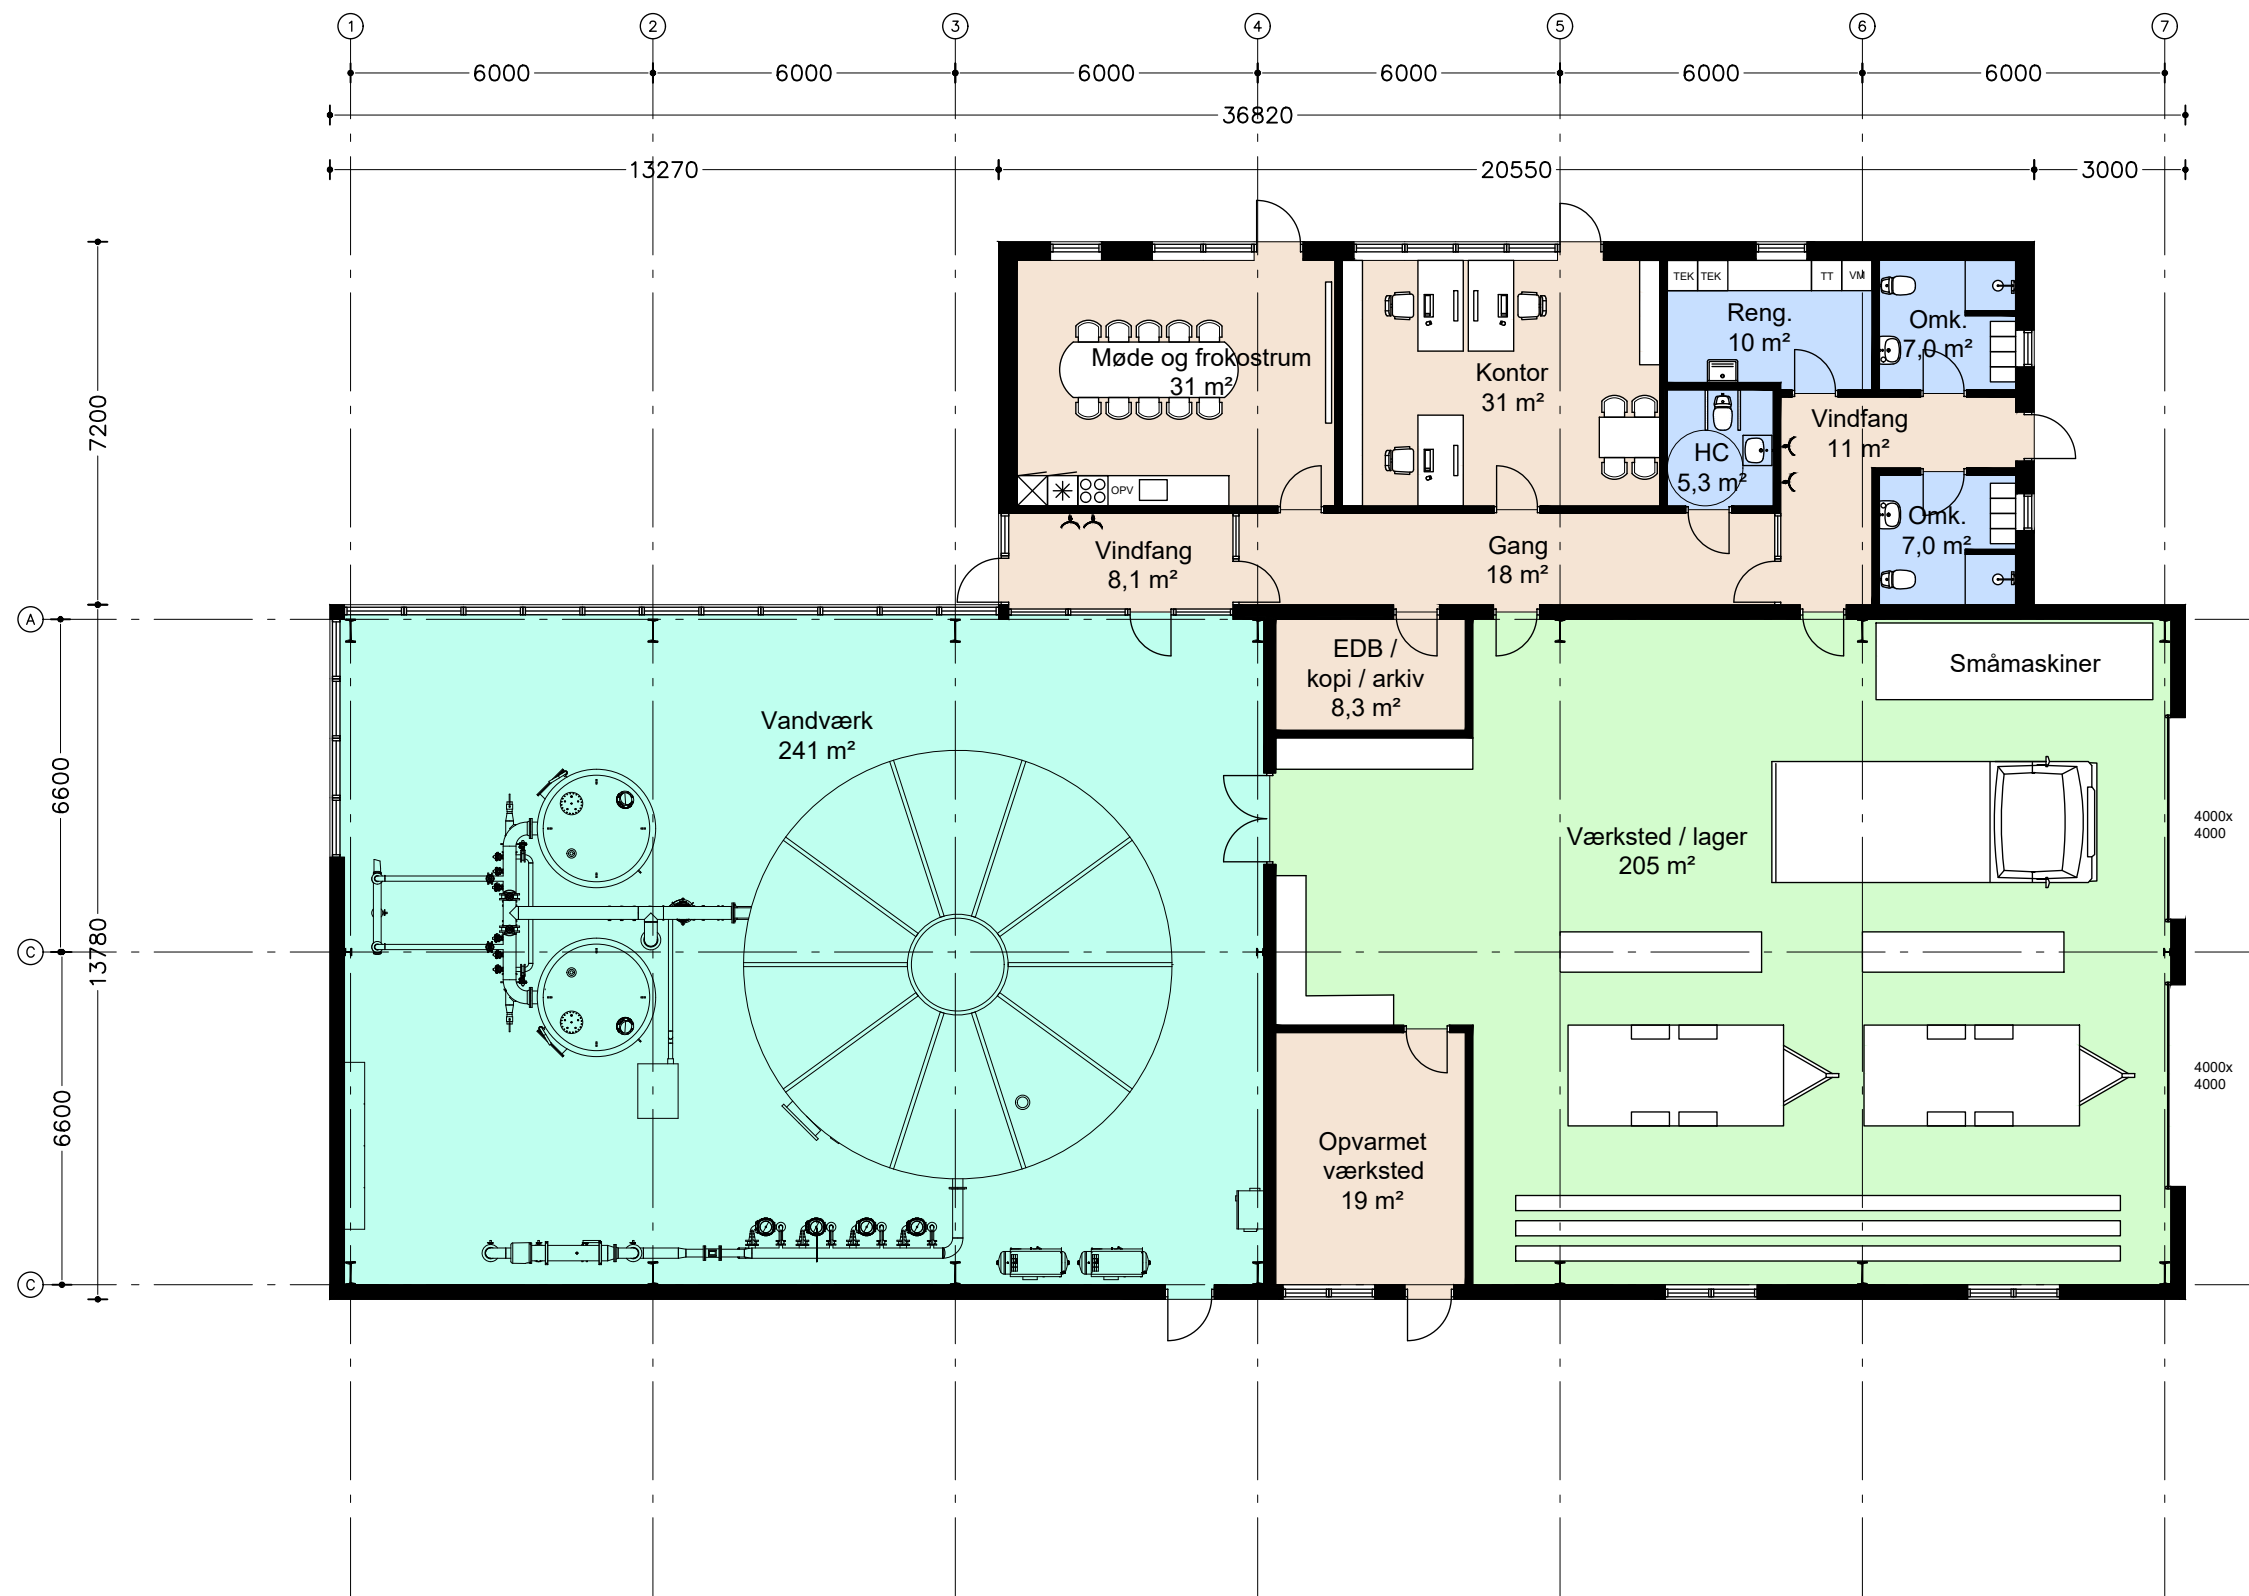 1 2 3 4 5 6 7
6000 6000 6000 6000 6000 6000
36820
13270 20550 3000
7200
TEK TEK TT VM
Reng.
10 m²
Omk.
7,0 m²
Møde og frokostrum
31 m²
Kontor
31 m²
Vindfang
11 m²
HC
5,3 m²
OPV
Omk.
7,0 m²
Vindfang
8,1 m²
Gang
18 m²
A
EDB /
kopi / arkiv
8,3 m²
Småmaskiner
Vandværk
241 m²
6600
Værksted / lager
205 m²
4000x
4000
13780
C
4000x
4000
6600
Opvarmet
værksted
19 m²
C